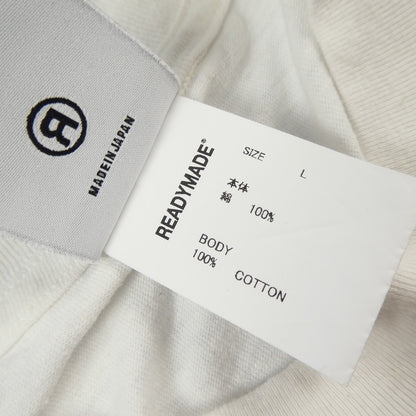 R
MADE IN JAPAN
READYMADE®
SIZE L
本体
綿 100%
BODY
100% COTTON